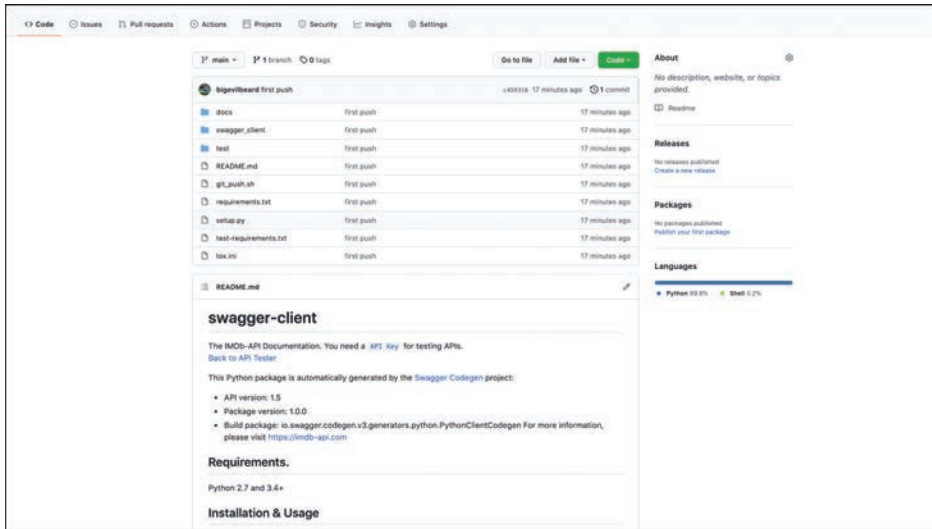 Code Issues Pull requests Actions Projects Security Insights Settings
main 1 branch 0 tags Go to file Add file Code
bigevilbeard first push 17 minutes ago 1 commit
docs first push 17 minutes ago
swagger_client first push 17 minutes ago
test first push 17 minutes ago
README.md first push 17 minutes ago
git_push.sh first push 17 minutes ago
requirements.txt first push 17 minutes ago
setup.py first push 17 minutes ago
test-requirements.txt first push 17 minutes ago
tox.ini first push 17 minutes ago
README.md
swagger-client
The IMDb-API Documentation. You need a API Key for testing APIs.
Back to API Tester
This Python package is automatically generated by the Swagger Codegen project:
• API version: 1.5
• Package version: 1.0.0
• Build package: io.swagger.codegen.v3.generators.python.PythonClientCodegen For more information,
please visit https://imdb-api.com
Requirements.
Python 2.7 and 3.4+
Installation & Usage
About
No description, website, or topics
provided.
Readme
Releases
No releases published
Create a new release
Packages
No packages published
Publish your first package
Languages
Python 99.8% Shell 0.2%